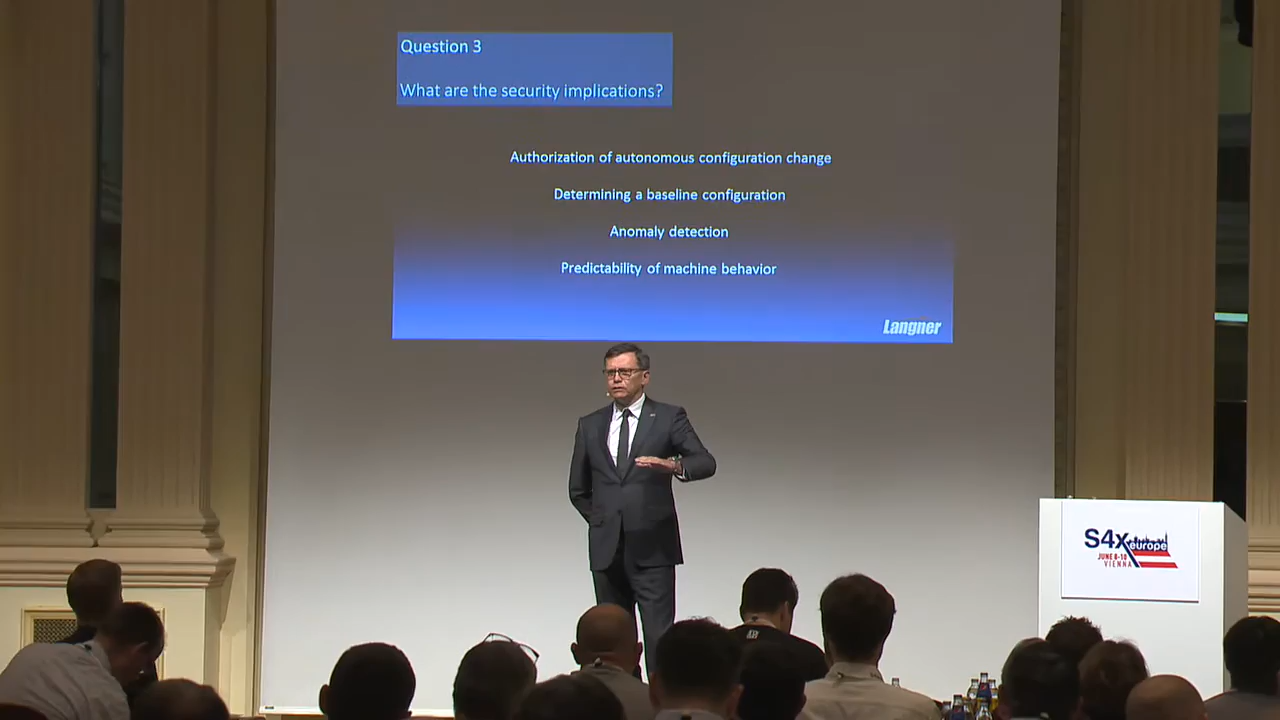 Question 3
What are the security implications?
Authorization of autonomous configuration change
Determining a baseline configuration
Anomaly detection
Predictability of machine behavior
Langner
S4x
europe
JUNE 8-10
VIENNA